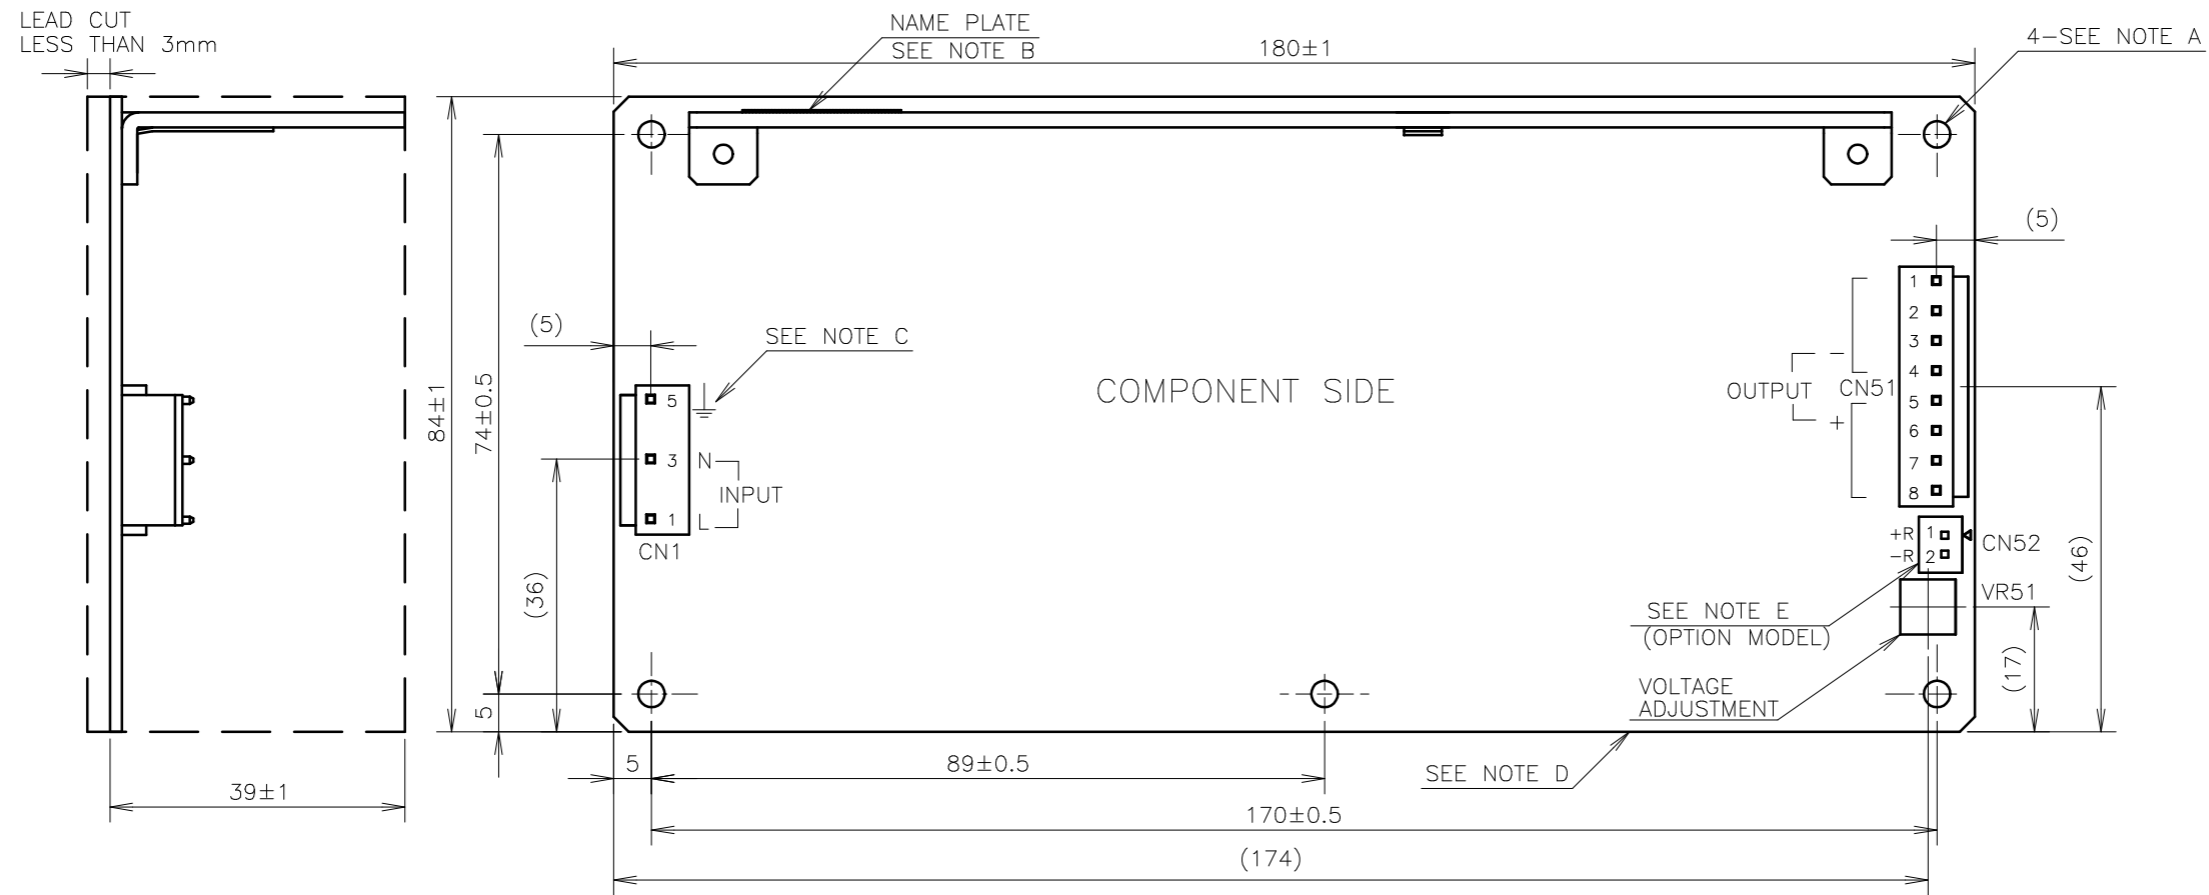 LEAD CUT
LESS THAN 3mm
NAME PLATE
SEE NOTE B
180±1
4-SEE NOTE A
(5)
(5)
SEE NOTE C
84±1
74±0.5
5
(36)
5
3
1
N
L
INPUT
CN1
COMPONENT SIDE
OUTPUT
-
+
CN51
1
2
3
4
5
6
7
8
+R
-R
1
2
CN52
VR51
(46)
(17)
SEE NOTE E
(OPTION MODEL)
VOLTAGE
ADJUSTMENT
SEE NOTE D
39±1
5
89±0.5
170±0.5
(174)